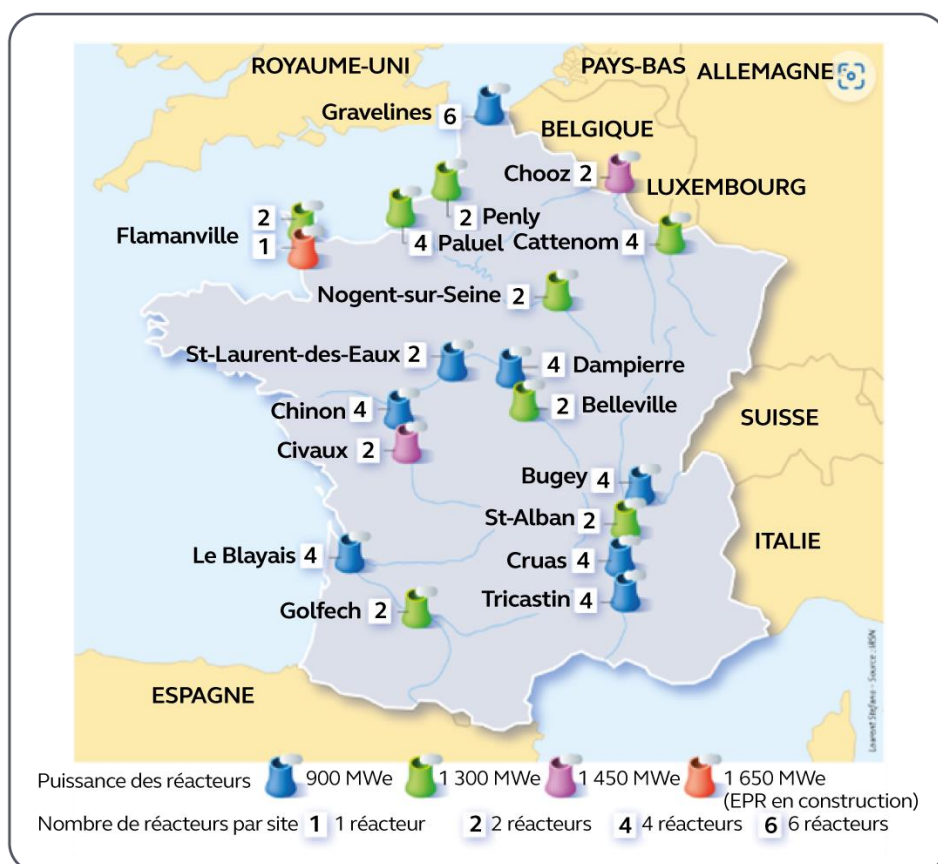 ROYAUME-UNI
PAYS-BAS ALLEMAGNE
Gravelines 6
BELGIQUE
Chooz 2
LUXEMBOURG
2
Flamanville
1
2 Penly
4 Paluel
Cattenom 4
Nogent-sur-Seine 2
St-Laurent-des-Eaux 2
4 Dampierre
Chinon 4
2 Belleville
SUISSE
Civaux 2
Bugey 4
St-Alban 2
ITALIE
Le Blayais 4
Cruas 4
Tricastin 4
Golfech 2
ESPAGNE
Laurent Stefano - Source : IRSN
Puissance des réacteurs 900 MWe 1 300 MWe 1 450 MWe 1 650 MWe
(EPR en construction)
Nombre de réacteurs par site 1 1 réacteur 2 2 réacteurs 4 4 réacteurs 6 6 réacteurs